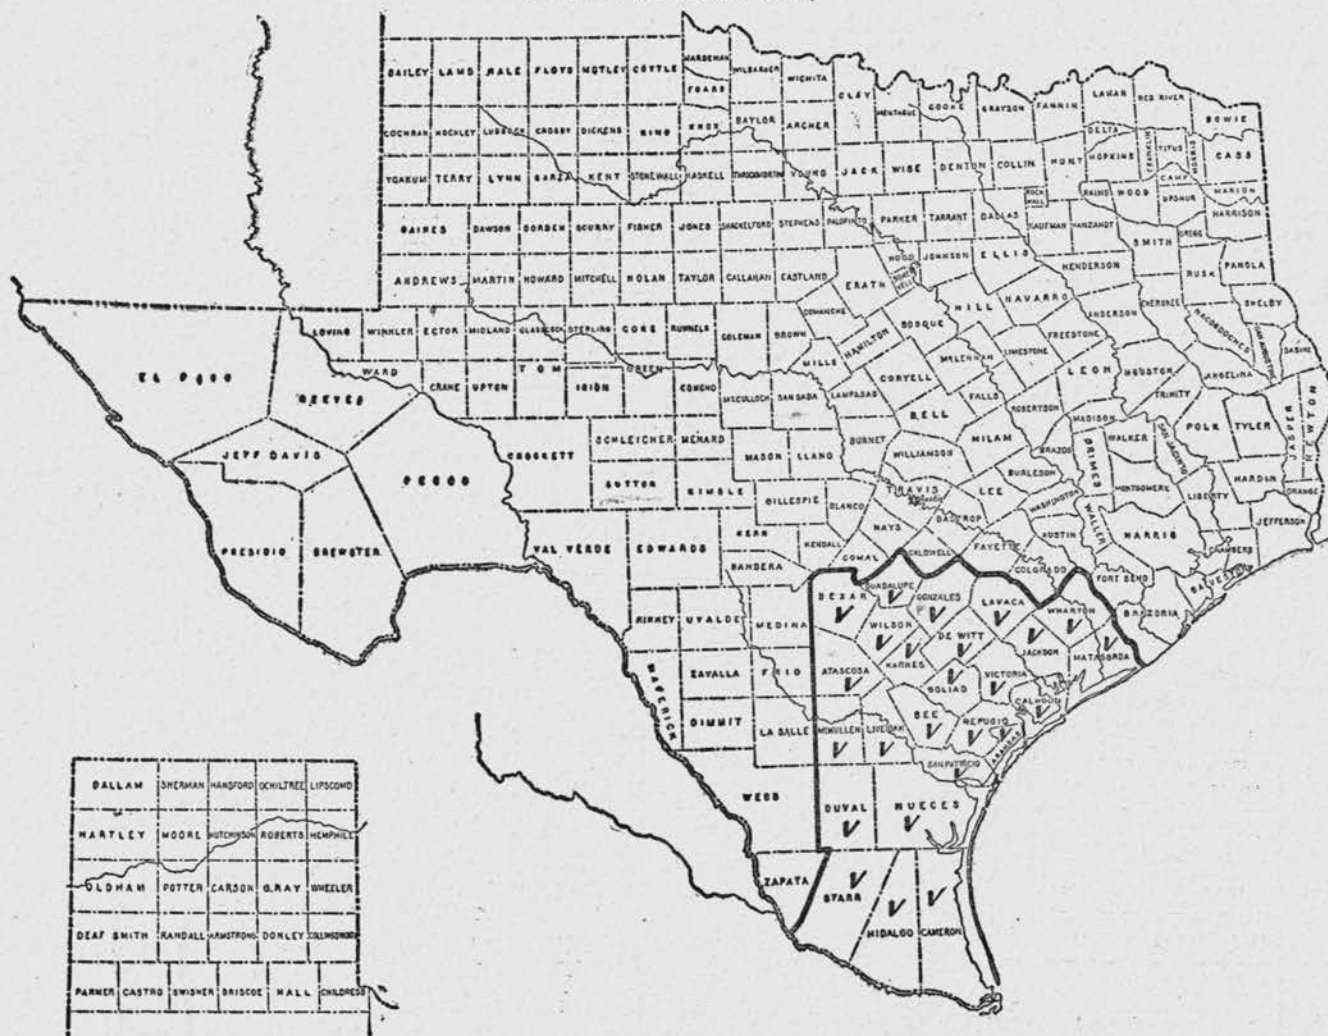 BAILEY LAMB HALE FLOYD MOTLEY COTTLE HARDEMAN WILBARGER WICHITA
FOARD CLAY MONTAGUE COOKE GRAYSON FANNIN LAMAR RED RIVER BOWIE
COCHRAN HOCKLEY LUBBOCK CROSBY DICKENS KING KNOX BAYLOR ARCHER
DELTA FRANKLIN TITUS MORRIS CASS
YOAKUM TERRY LYNN GARZA KENT STONEWALL HASKELL THROCKMORTON YOUNG JACK WISE DENTON COLLIN HUNT HOPKINS CAMP
ROCK WALL RAINS WOOD UPSHUR MARION
GAINES DAWSON BORDEN SCURRY FISHER JONES SHACKELFORD STEPHENS PALOPINTO PARKER TARRANT DALLAS KAUFMAN VANZANDT SMITH GREGG HARRISON
ANDREWS MARTIN HOWARD MITCHELL NOLAN TAYLOR CALLAHAN EASTLAND ERATH HOOD JOHNSON ELLIS HENDERSON RUSK PANOLA
LOVING WINKLER ECTOR MIDLAND GLASSCOCK STERLING COKE RUNNELS COLEMAN BROWN COMANCHE HAMILTON BOSQUE HILL NAVARRO ANDERSON CHEROKEE NACOGDOCHES SHELBY
EL PASO REEVES WARD CRANE UPTON TOM GREEN IRION CONCHO MCCULLOCH SAN SABA MILLS LAMPASAS CORYELL MCLENNAN LIMESTONE FREESTONE LEON HOUSTON ANGELINA SABINE
JEFF DAVIS PECOS CROCKETT SCHLEICHER MENARD MASON LLANO BURNET BELL FALLS ROBERTSON MADISON TRINITY POLK TYLER JASPER NEWTON
SUTTON KIMBLE GILLESPIE BLANCO WILLIAMSON MILAM BRAZOS BURLESON GRIMES WALKER SAN JACINTO LIBERTY HARDIN ORANGE
PRESIDIO BREWSTER VAL VERDE EDWARDS KERR KENDALL HAYS TRAVIS LEE BASTROP WASHINGTON MONTGOMERY WALLER HARRIS JEFFERSON
BANDERA COMAL CALDWELL FAYETTE AUSTIN COLORADO FORT BEND CHAMBERS GALVESTON
KINNEY UVALDE MEDINA BEXAR GUADALUPE GONZALES LAVACA WHARTON BRAZORIA
MAVERICK ZAVALLA FRIO ATASCOSA WILSON KARNES DE WITT JACKSON MATAGORDA
DIMMIT LA SALLE MCMULLEN LIVE OAK BEE GOLIAD VICTORIA CALHOUN
REFUGIO ARANSAS SAN PATRICIO
WEBB DUVAL NUECES
ZAPATA STARR HIDALGO CAMERON
DALLAM SHERMAN HANSFORD OCHILTREE LIPSCOMB
HARTLEY MOORE HUTCHINSON ROBERTS HEMPHILL
OLDHAM POTTER CARSON GRAY WHEELER
DEAF SMITH RANDALL ARMSTRONG DONLEY COLLINGSWORTH
PARMER CASTRO SWISHER BRISCOE HALL CHILDRESS